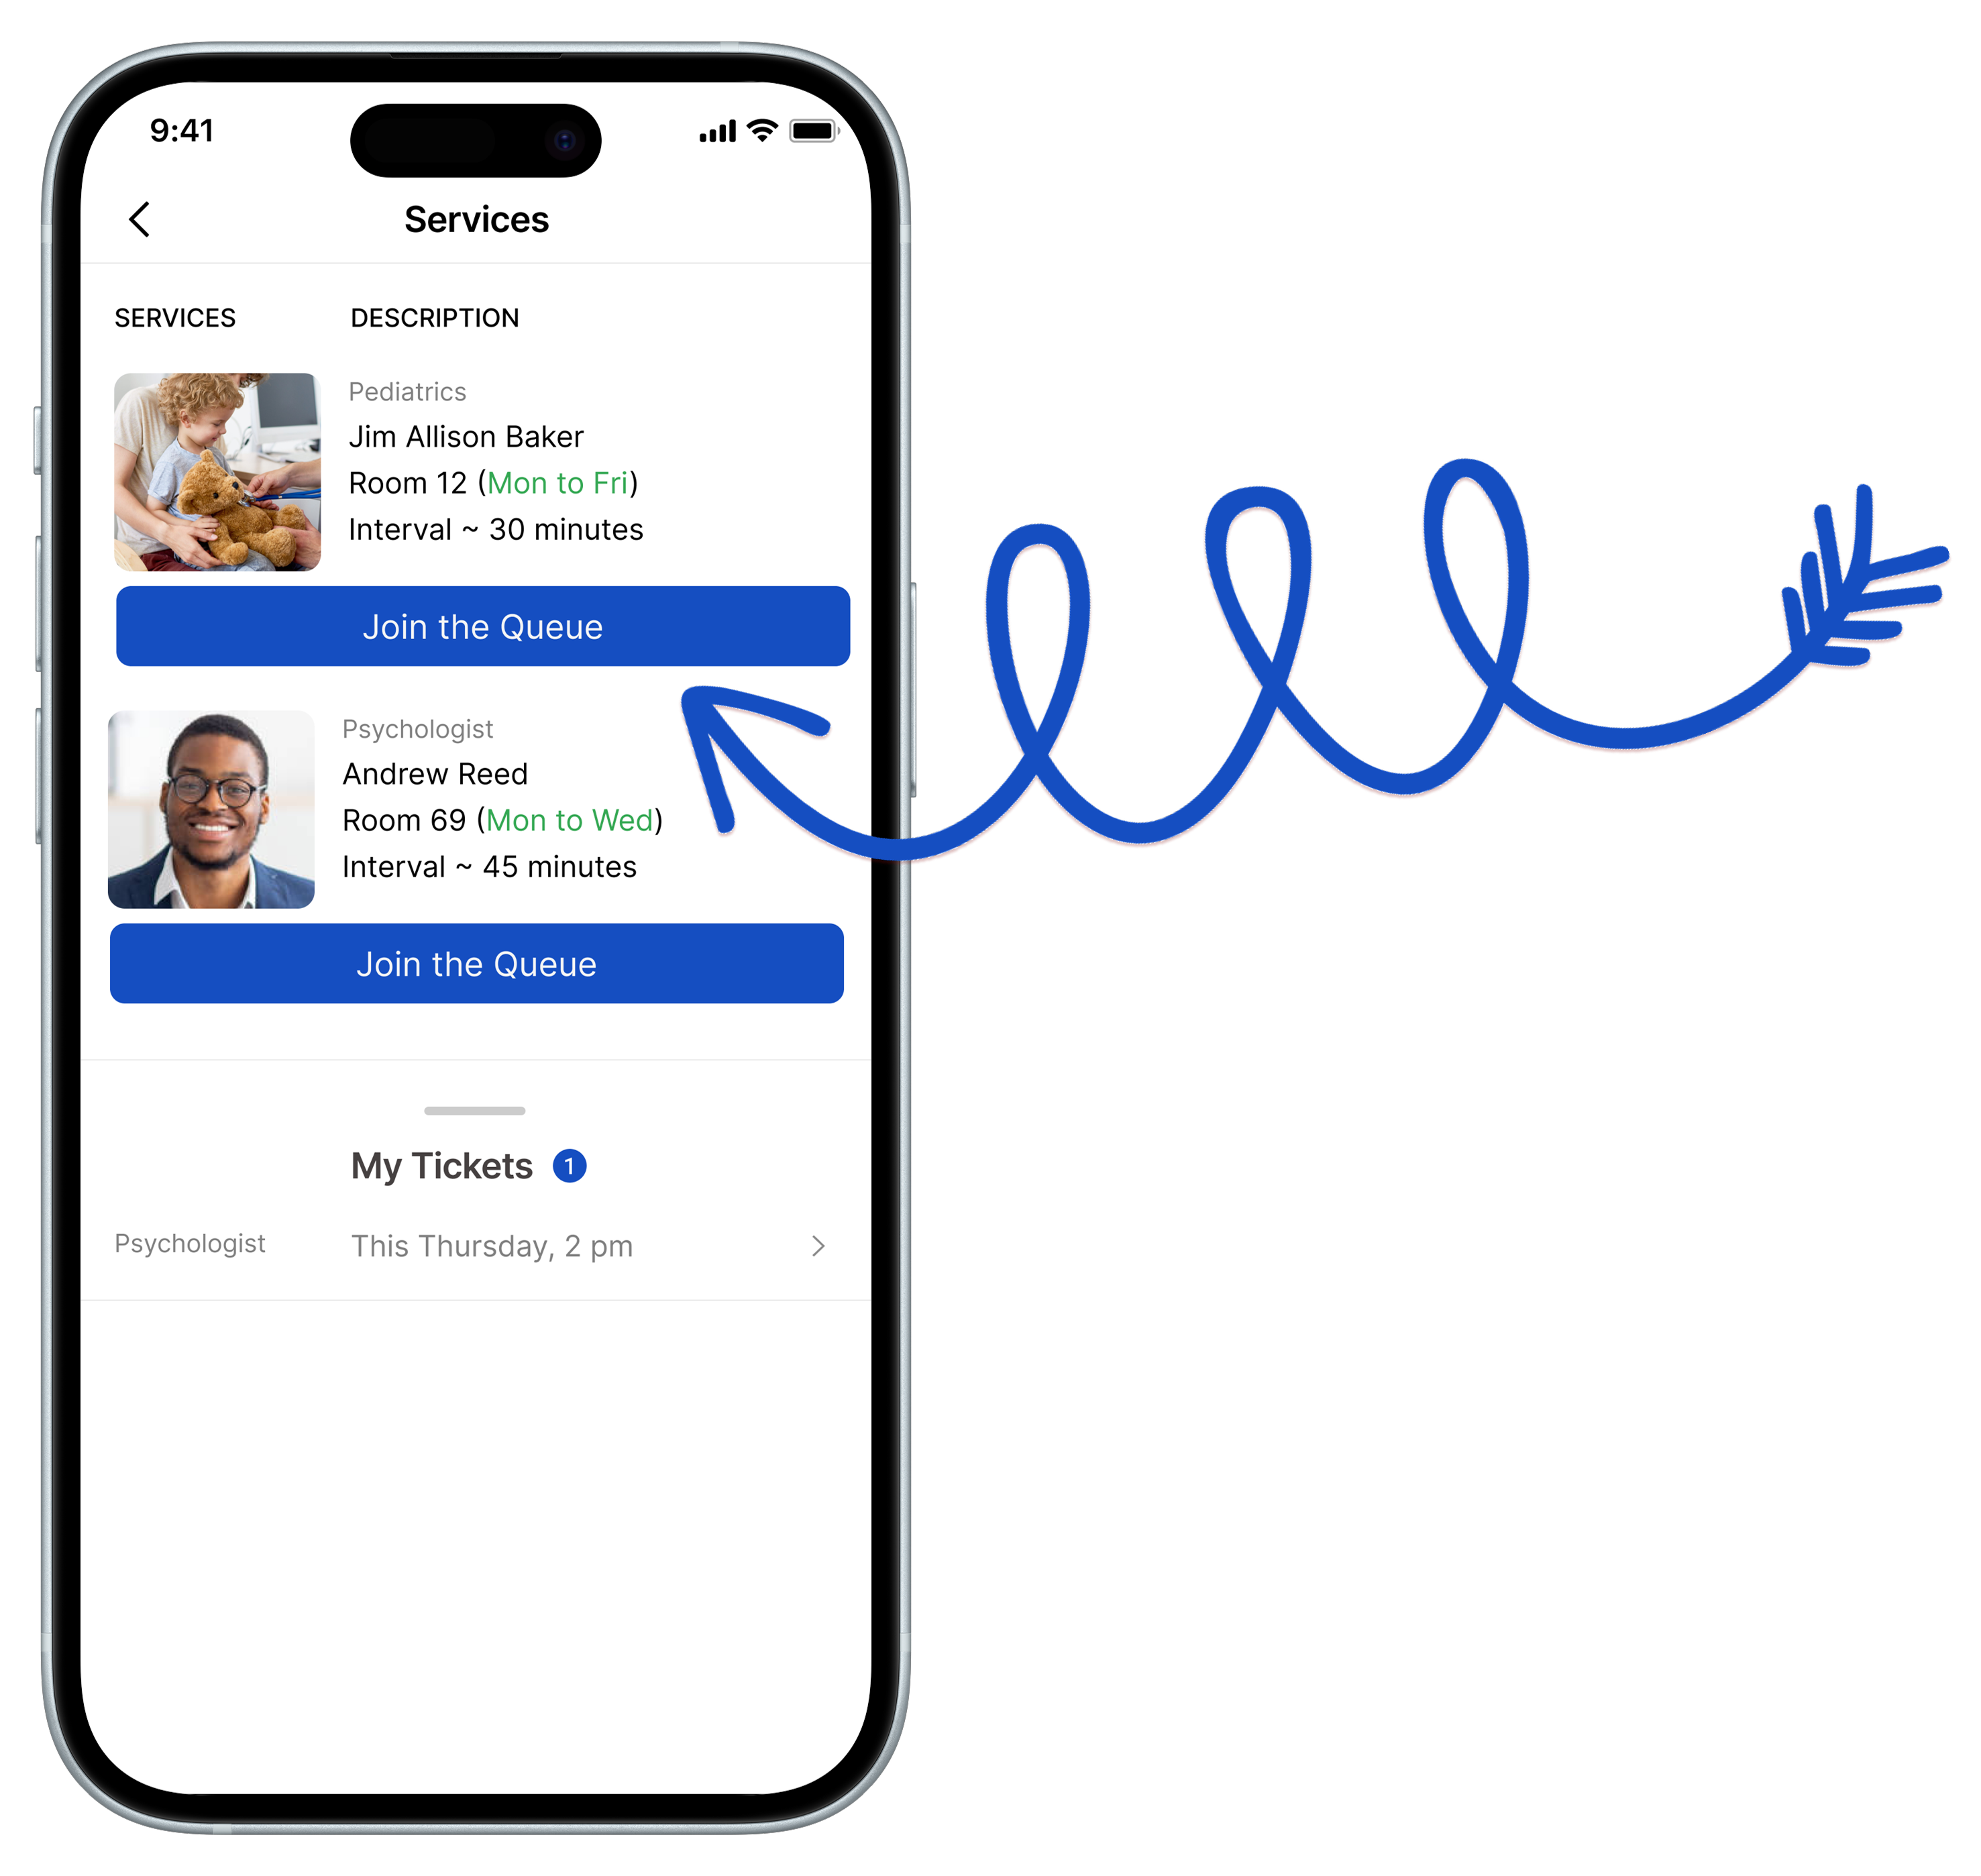 9:41
Services
SERVICES DESCRIPTION
Pediatrics
Jim Allison Baker
Room 12 (Mon to Fri)
Interval ~ 30 minutes
Join the Queue
Psychologist
Andrew Reed
Room 69 (Mon to Wed)
Interval ~ 45 minutes
Join the Queue
My Tickets 1
Psychologist This Thursday, 2 pm